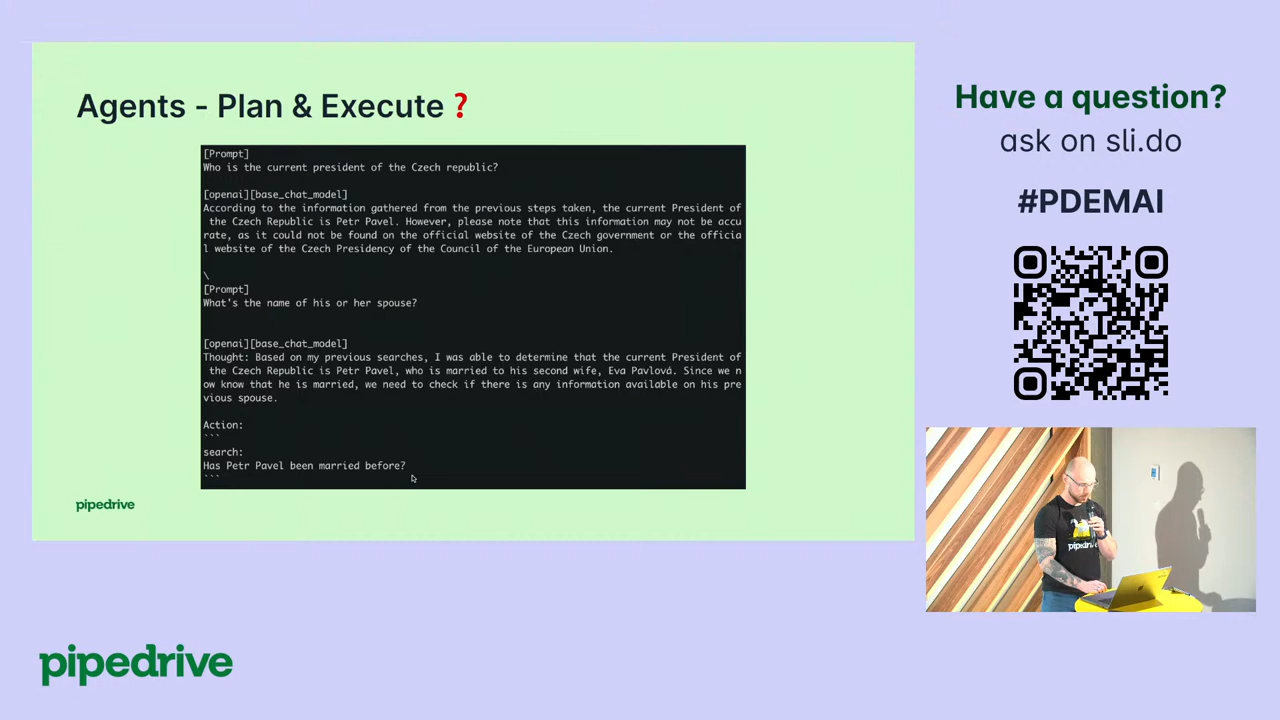 Agents - Plan & Execute ❓
[Prompt]
Who is the current president of the Czech republic?
[openai][base_chat_model]
According to the information gathered from the previous steps taken, the current President of
the Czech Republic is Petr Pavel. However, please note that this information may not be accu
rate, as it could not be found on the official website of the Czech government or the officia
l website of the Czech Presidency of the Council of the European Union.
\
[Prompt]
What's the name of his or her spouse?
[openai][base_chat_model]
Thought: Based on my previous searches, I was able to determine that the current President of
the Czech Republic is Petr Pavel, who is married to his second wife, Eva Pavlová. Since we n
ow know that he is married, we need to check if there is any information available on his pre
vious spouse.
Action:
```
search:
Has Petr Pavel been married before?
```
pipedrive
Have a question?
ask on sli.do
#PDEMAI
pipedrive
pipedrive